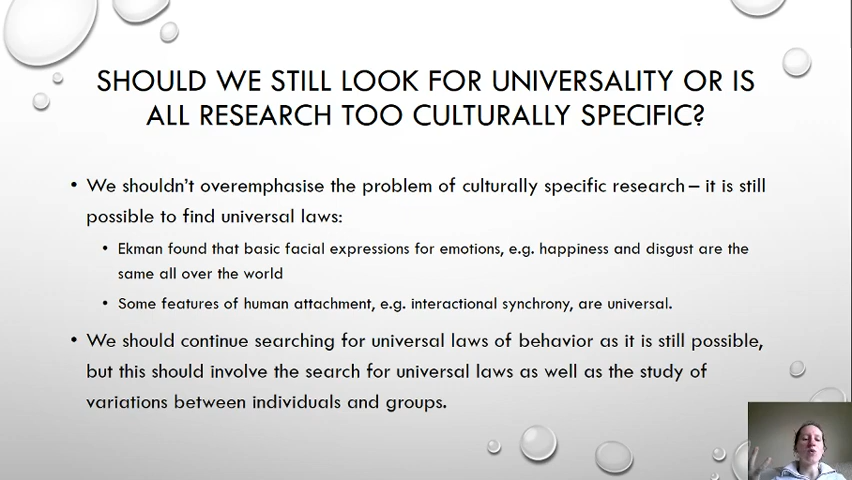 SHOULD WE STILL LOOK FOR UNIVERSALITY OR IS
ALL RESEARCH TOO CULTURALLY SPECIFIC?
• We shouldn't overemphasise the problem of culturally specific research – it is still
possible to find universal laws:
• Ekman found that basic facial expressions for emotions, e.g. happiness and disgust are the
same all over the world
• Some features of human attachment, e.g. interactional synchrony, are universal.
• We should continue searching for universal laws of behavior as it is still possible,
but this should involve the search for universal laws as well as the study of
variations between individuals and groups.